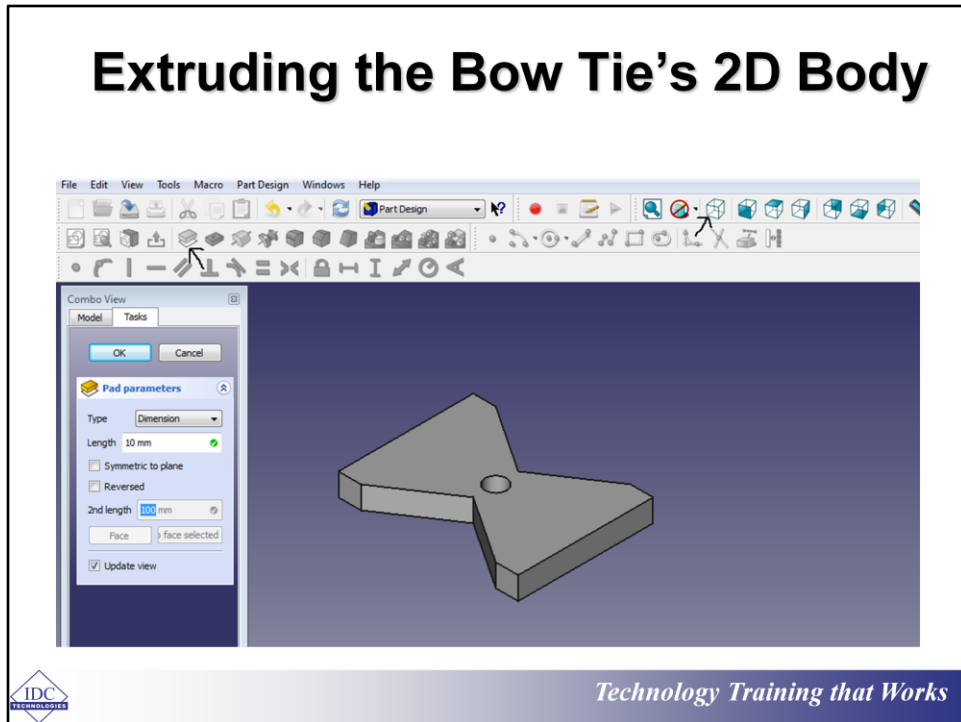 Extruding the Bow Tie’s 2D Body
File Edit View Tools Macro Part Design Windows Help
Part Design
Combo View
Model Tasks
OK Cancel
Pad parameters
Type Dimension
Length 10 mm
Symmetric to plane
Reversed
2nd length 100 mm
Face face selected
Update view
IDC
TECHNOLOGIES
Technology Training that Works